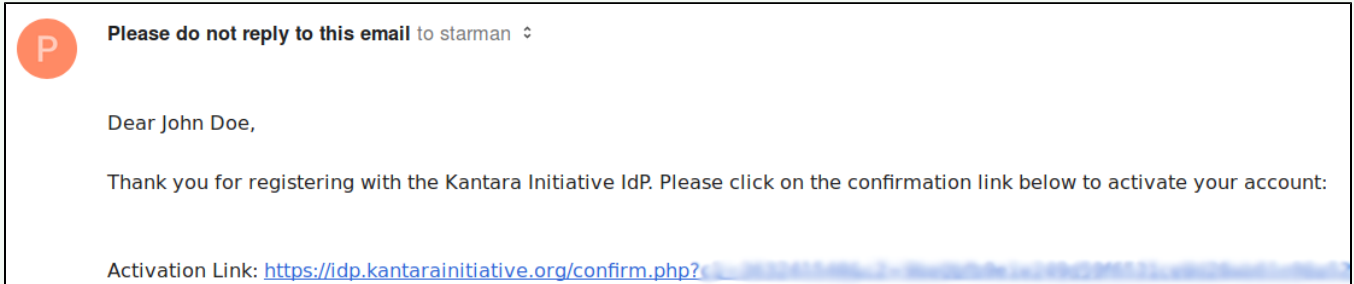 P
Please do not reply to this email to starman
Dear John Doe,
Thank you for registering with the Kantara Initiative IdP. Please click on the confirmation link below to activate your account:
Activation Link: https://idp.kantarainitiative.org/confirm.php?